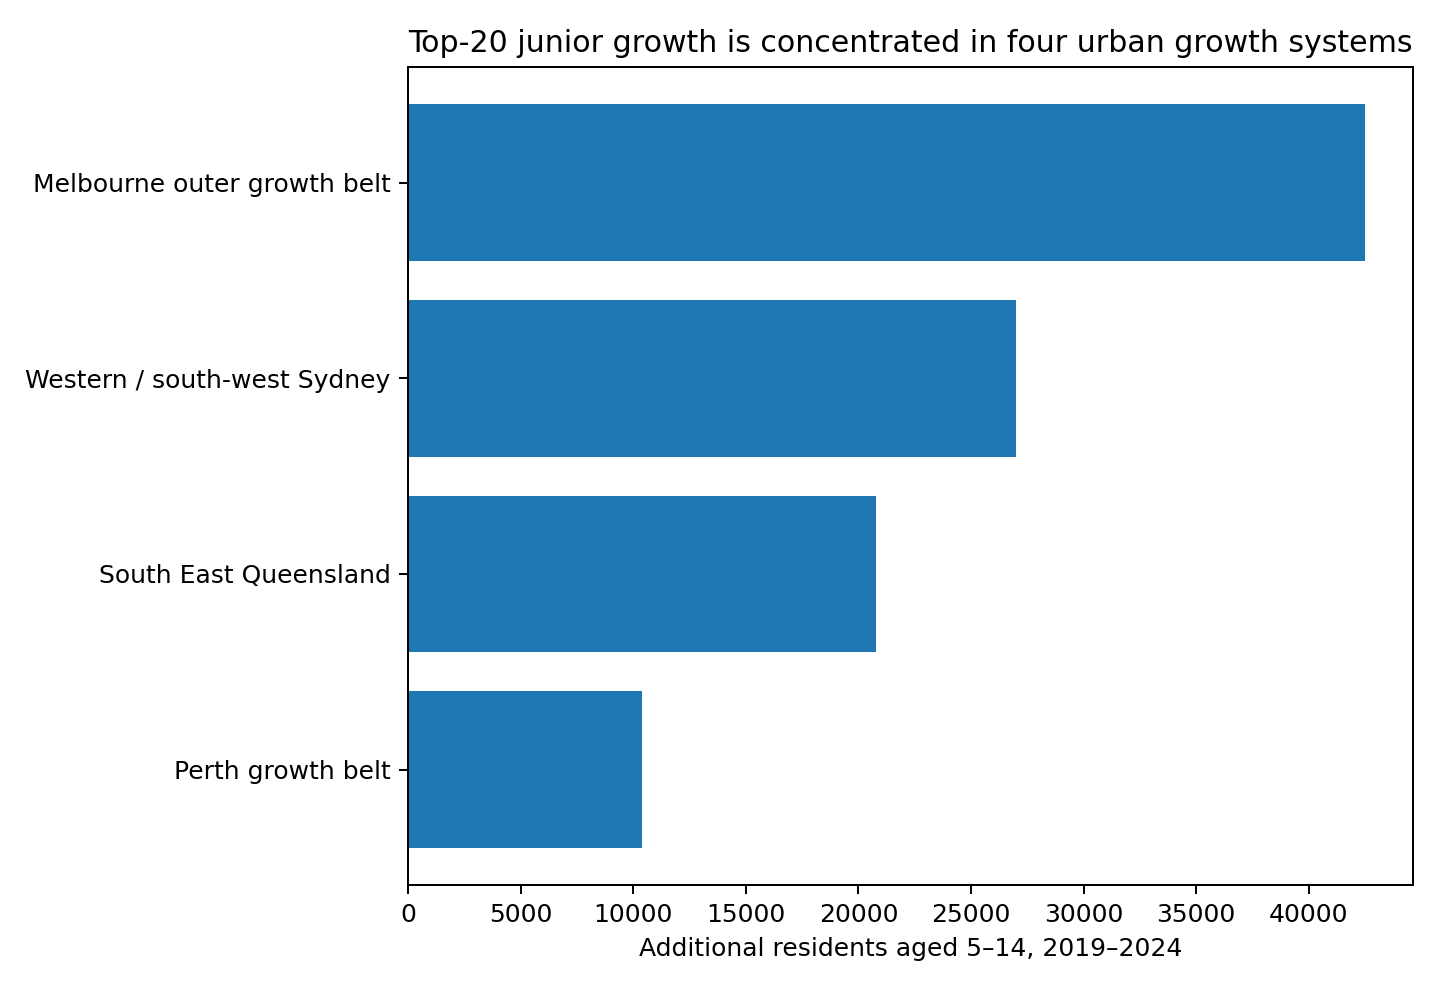 Top-20 junior growth is concentrated in four urban growth systems
Melbourne outer growth belt
Western / south-west Sydney
South East Queensland
Perth growth belt
0 5000 10000 15000 20000 25000 30000 35000 40000
Additional residents aged 5–14, 2019–2024